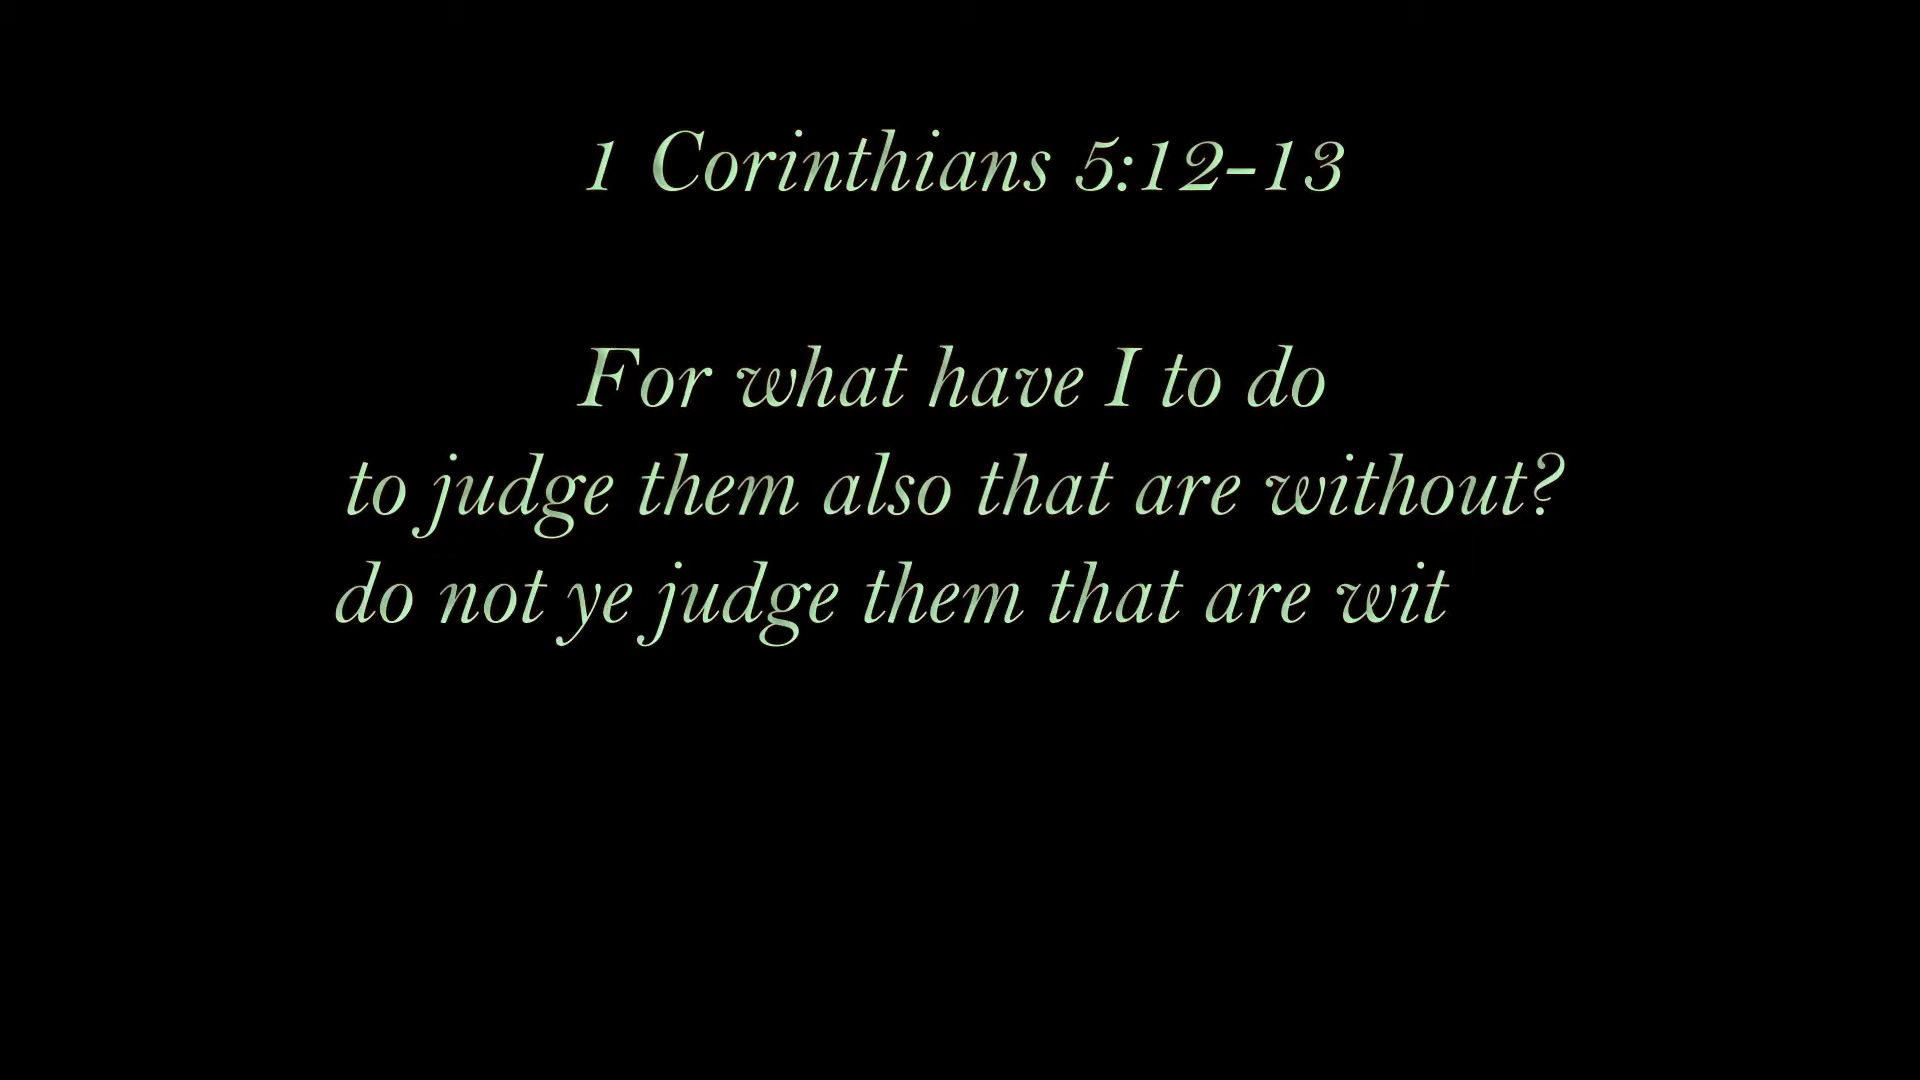 1 Corinthians 5:12-13
For what have I to do
to judge them also that are without?
do not ye judge them that are wit